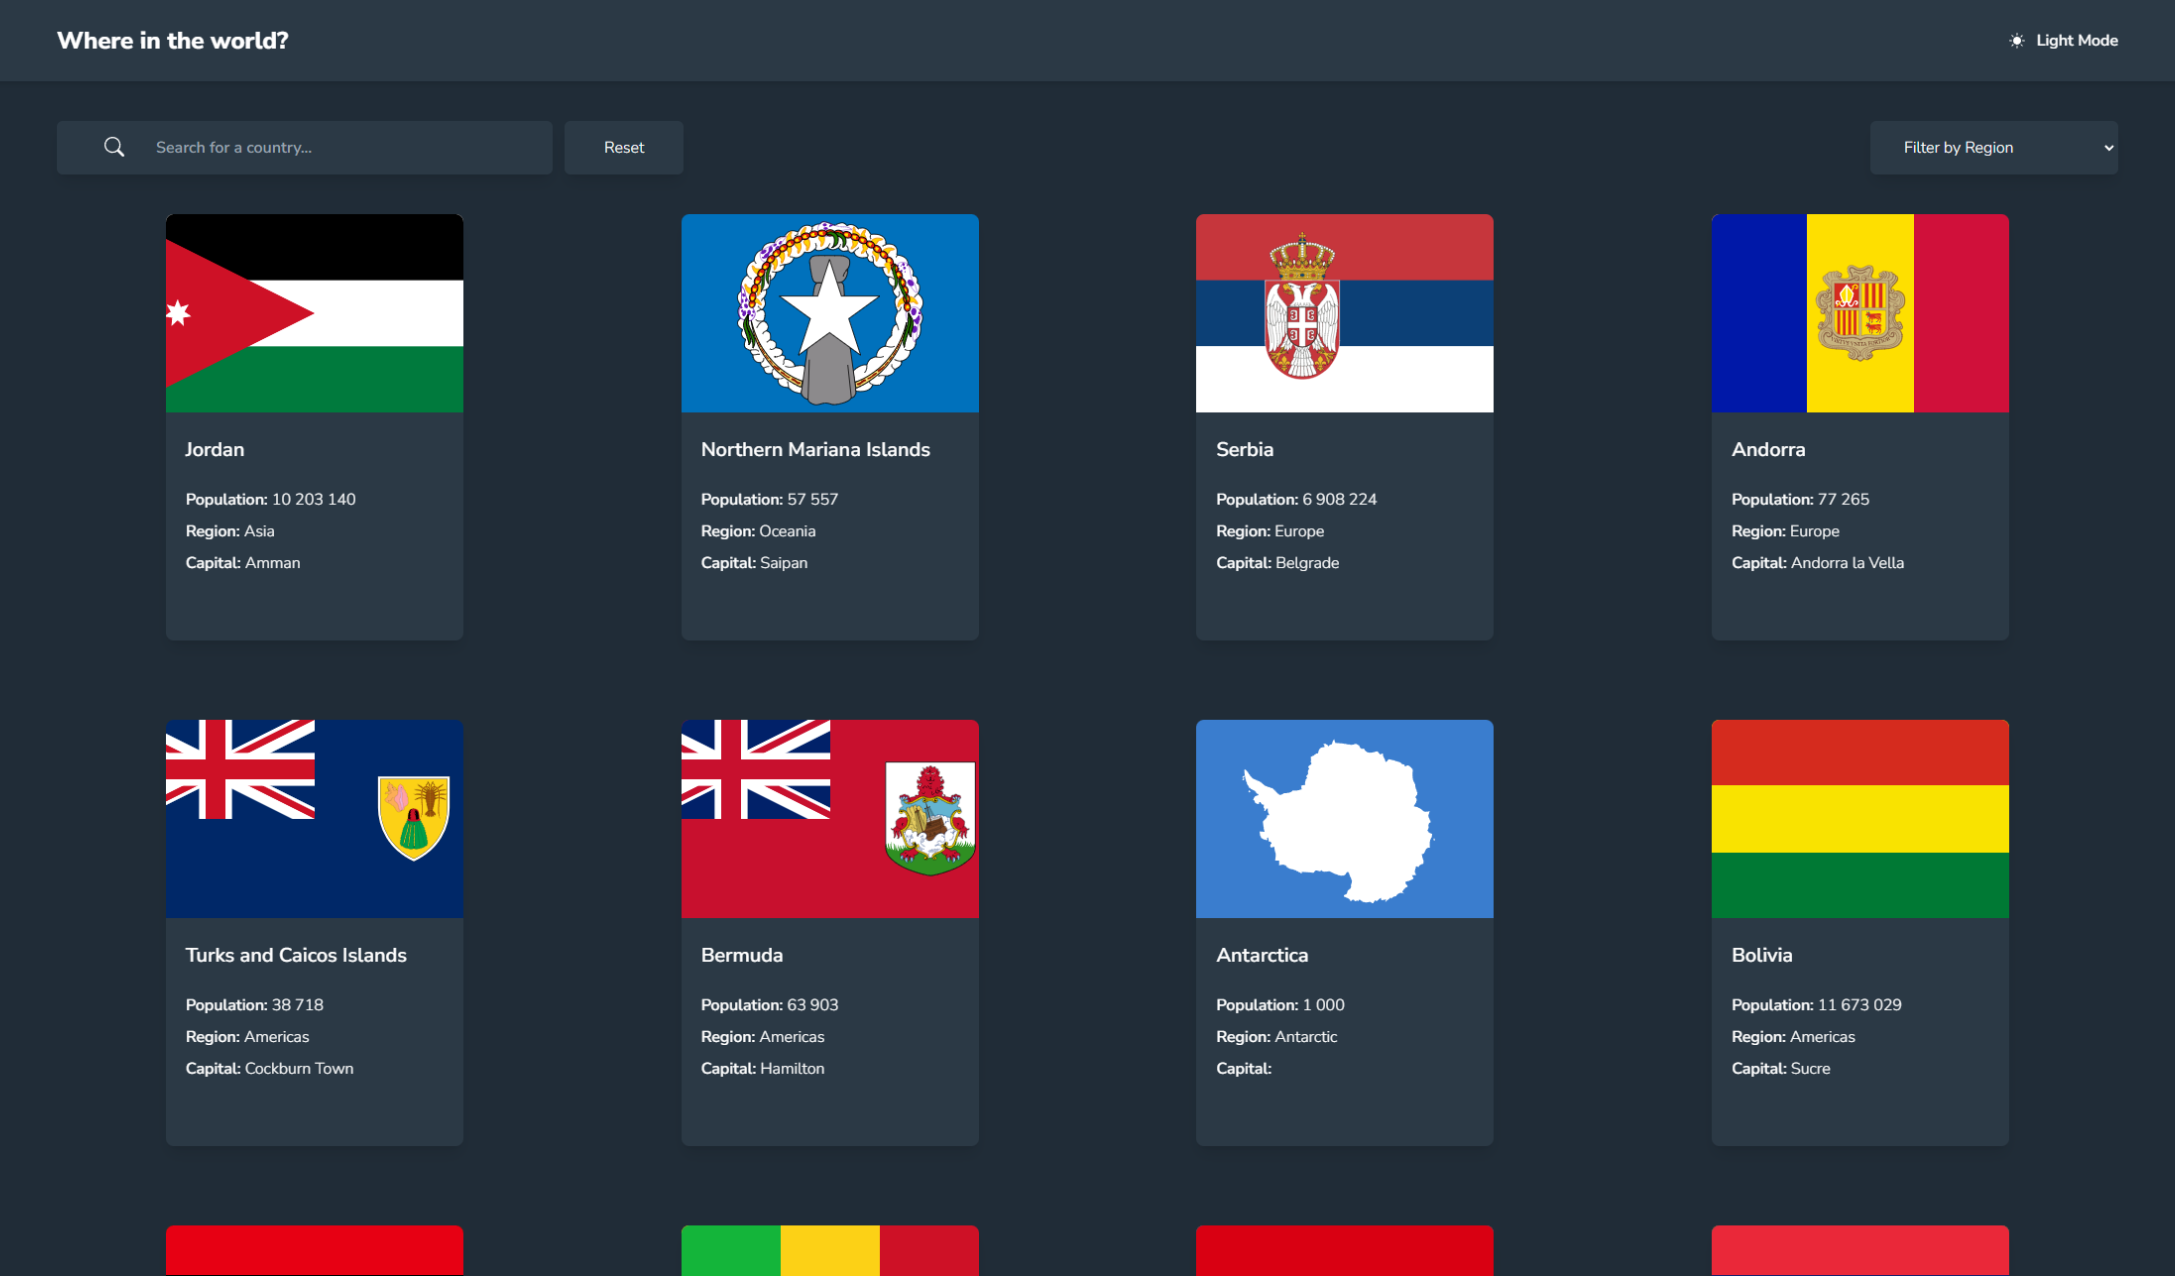 Where in the world?
Light Mode
Search for a country...
Reset
Filter by Region
Jordan
Population: 10 203 140
Region: Asia
Capital: Amman
Northern Mariana Islands
Population: 57 557
Region: Oceania
Capital: Saipan
Serbia
Population: 6 908 224
Region: Europe
Capital: Belgrade
Andorra
Population: 77 265
Region: Europe
Capital: Andorra la Vella
Turks and Caicos Islands
Population: 38 718
Region: Americas
Capital: Cockburn Town
Bermuda
Population: 63 903
Region: Americas
Capital: Hamilton
Antarctica
Population: 1 000
Region: Antarctic
Capital:
Bolivia
Population: 11 673 029
Region: Americas
Capital: Sucre